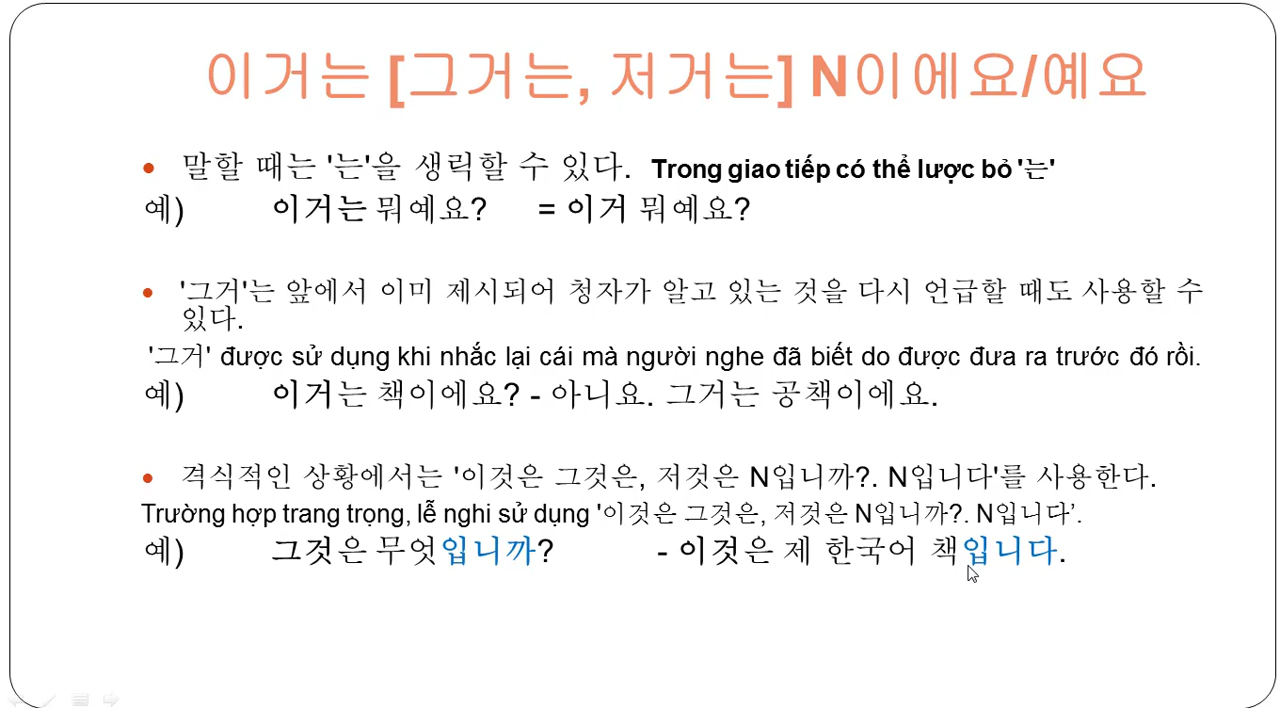 이거는 [그거는, 저거는] N이에요/예요
• 말할 때는 '는'을 생략할 수 있다. Trong giao tiếp có thể lược bỏ '는'
예) 이거는 뭐예요? = 이거 뭐예요?
• '그거'는 앞에서 이미 제시되어 청자가 알고 있는 것을 다시 언급할 때도 사용할 수
있다.
'그거' được sử dụng khi nhắc lại cái mà người nghe đã biết do được đưa ra trước đó rồi.
예) 이거는 책이에요? - 아니요. 그거는 공책이에요.
• 격식적인 상황에서는 '이것은 그것은, 저것은 N입니까?. N입니다'를 사용한다.
Trường hợp trang trọng, lễ nghi sử dụng '이것은 그것은, 저것은 N입니까?. N입니다’.
예) 그것은 무엇입니까? - 이것은 제 한국어 책입니다.